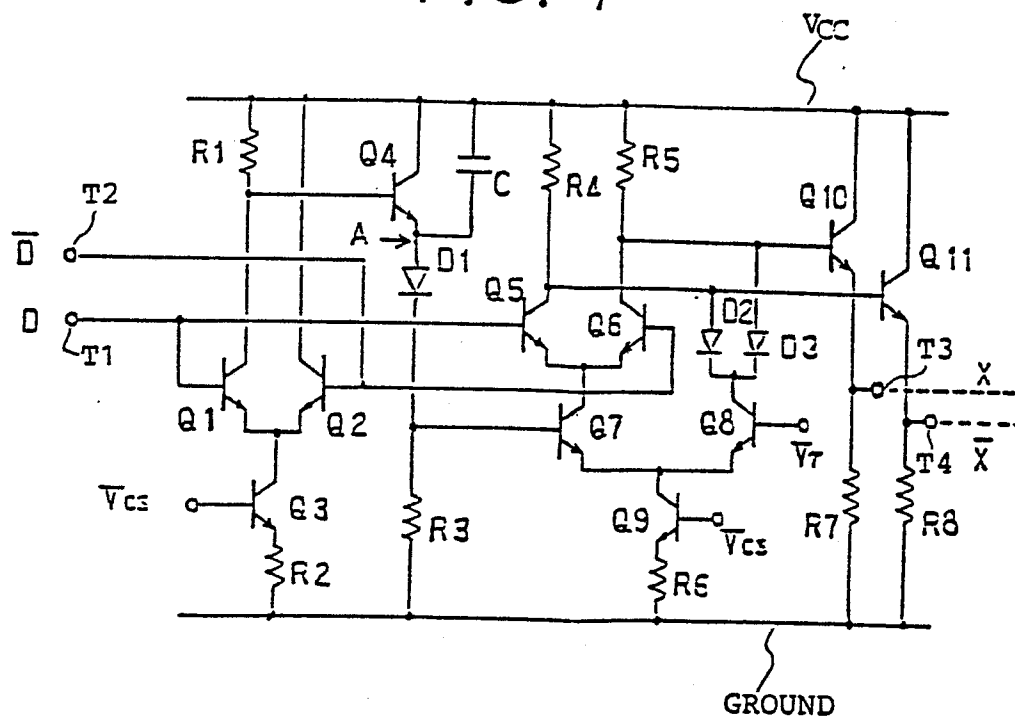 VCC
R1
Q4
C
R4
R5
Q10
T2
D̅
A
D1
Q5
Q6
D2
D3
Q11
D
T1
T3
X
Q1
Q2
Q7
Q8
V̅T
T4
X̅
V̅CS
Q3
R3
Q9
V̅CS
R7
R8
R2
R6
GROUND